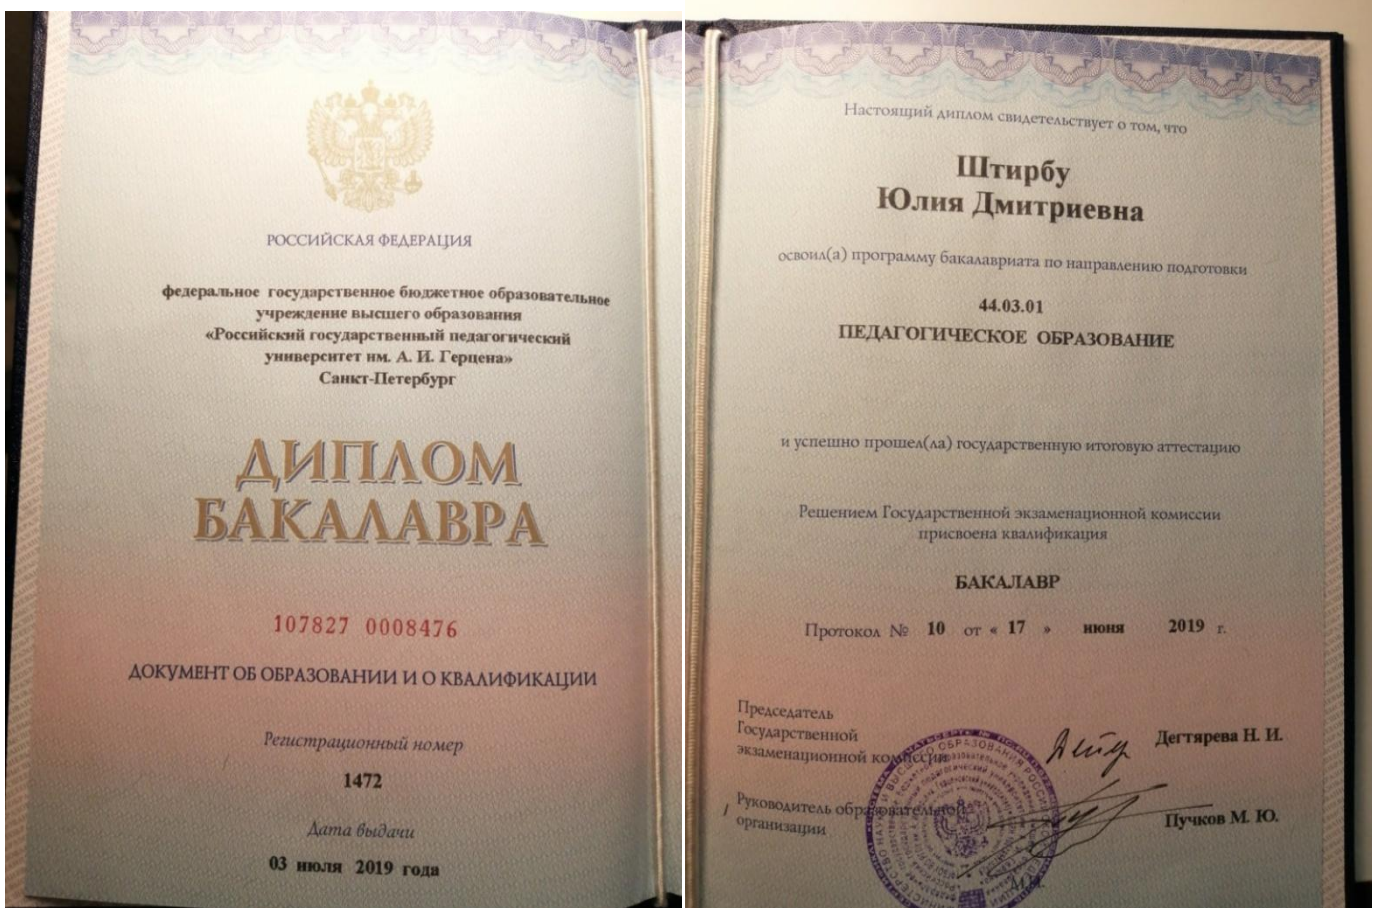 РОССИЙСКАЯ ФЕДЕРАЦИЯ
федеральное государственное бюджетное образовательное
учреждение высшего образования
«Российский государственный педагогический
университет им. А. И. Герцена»
Санкт-Петербург
ДИПЛОМ
БАКАЛАВРА
107827 0008476
ДОКУМЕНТ ОБ ОБРАЗОВАНИИ И О КВАЛИФИКАЦИИ
Регистрационный номер
1472
Дата выдачи
03 июля 2019 года
Настоящий диплом свидетельствует о том, что
Штирбу
Юлия Дмитриевна
освоил(а) программу бакалавриата по направлению подготовки
44.03.01
ПЕДАГОГИЧЕСКОЕ ОБРАЗОВАНИЕ
и успешно прошел(ла) государственную итоговую аттестацию
Решением Государственной экзаменационной комиссии
присвоена квалификация
БАКАЛАВР
Протокол № 10 от « 17 » июня 2019 г.
Председатель
Государственной
экзаменационной комиссии
Дегтярева Н. И.
Руководитель образовательной
организации
Пучков М. Ю.
М.П.